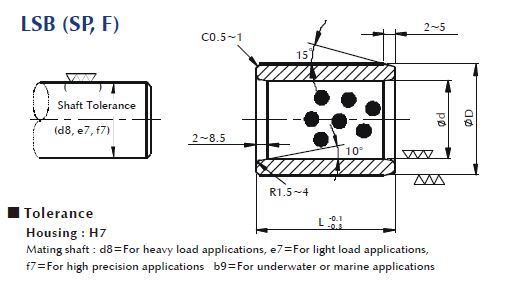 LSB (SP, F)
C0.5~1
2~5
15°
Shaft Tolerance
(d8, e7, f7)
Ød
ØD
2~8.5
10°
R1.5~4
L -0.1 -0.3
■ Tolerance
Housing : H7
Mating shaft : d8=For heavy load applications, e7=For light load applications,
f7=For high precision applications b9=For underwater or marine applications